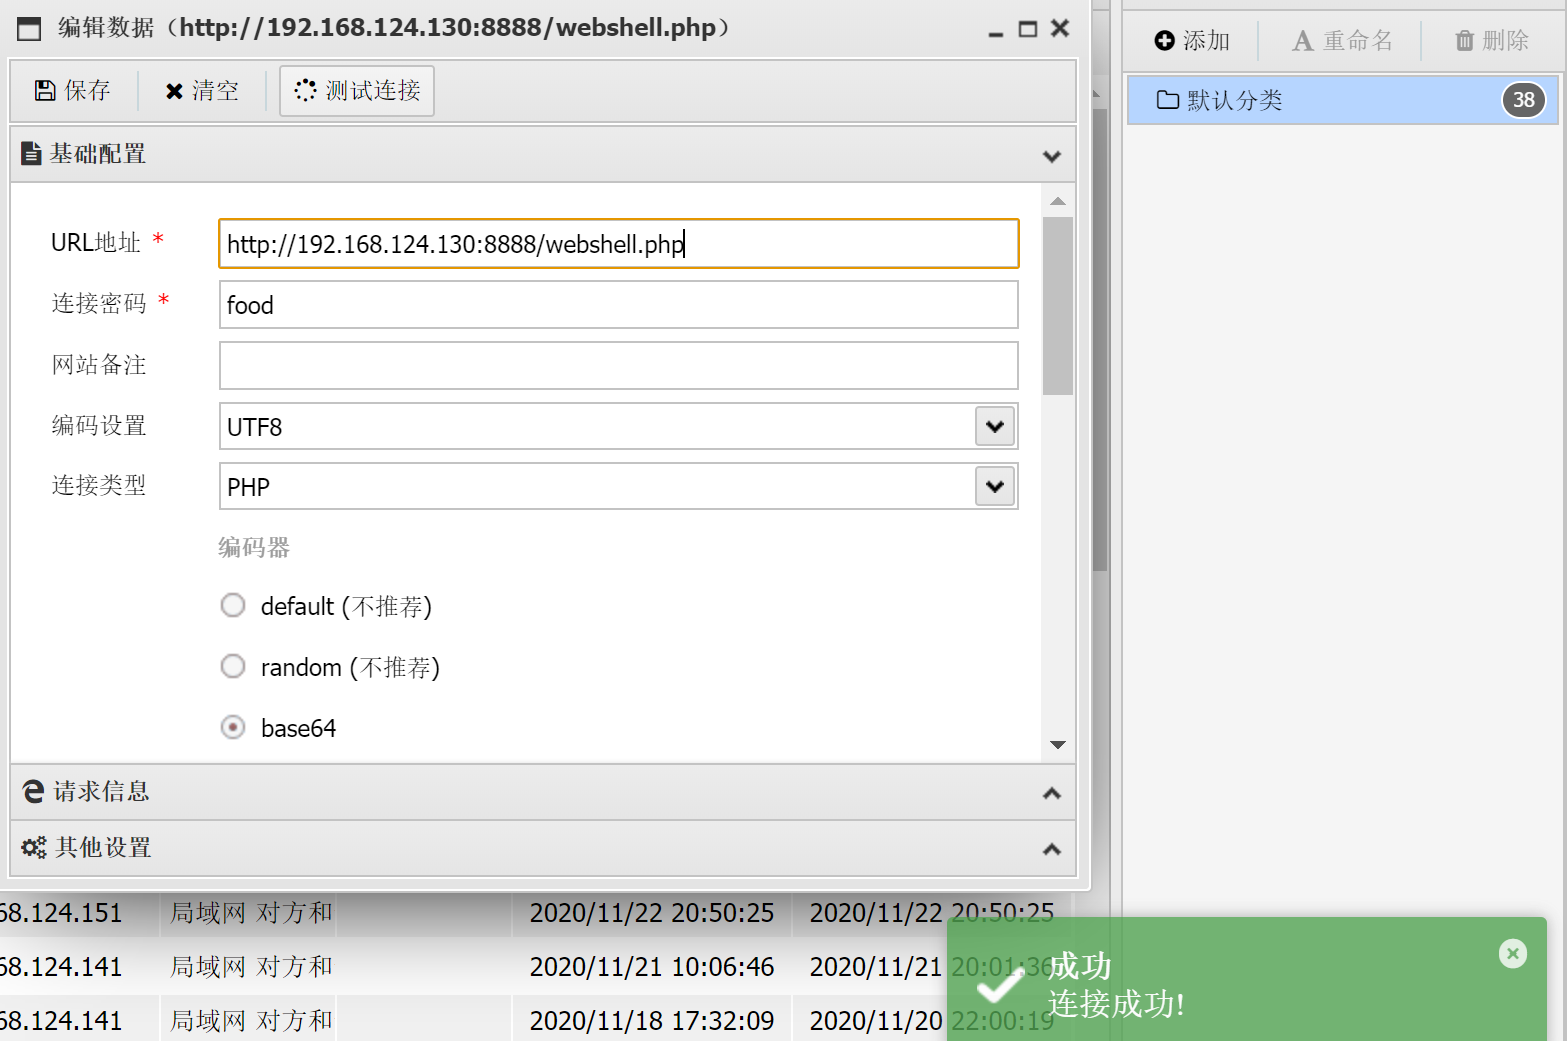 编辑数据（http://192.168.124.130:8888/webshell.php）
保存 清空 测试连接
基础配置
URL地址 *
http://192.168.124.130:8888/webshell.php
连接密码 *
food
网站备注
编码设置
UTF8
连接类型
PHP
编码器
default (不推荐)
random (不推荐)
base64
请求信息
其他设置
添加 重命名 删除
默认分类 38
68.124.151 局域网 对方和 2020/11/22 20:50:25 2020/11/22 20:50:25
68.124.141 局域网 对方和 2020/11/21 10:06:46 2020/11/21 20:01:36
68.124.141 局域网 对方和 2020/11/18 17:32:09 2020/11/20 22:00:19
成功
连接成功!